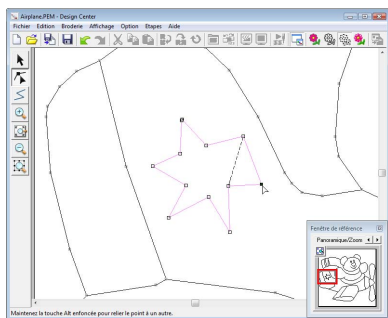 Airplane.PEM - Design Center
Fichier Edition Broderie Affichage Option Etapes Aide
Fenêtre de référence
Panoramique/Zoom
Maintenez la touche Alt enfoncée pour relier le point à un autre.